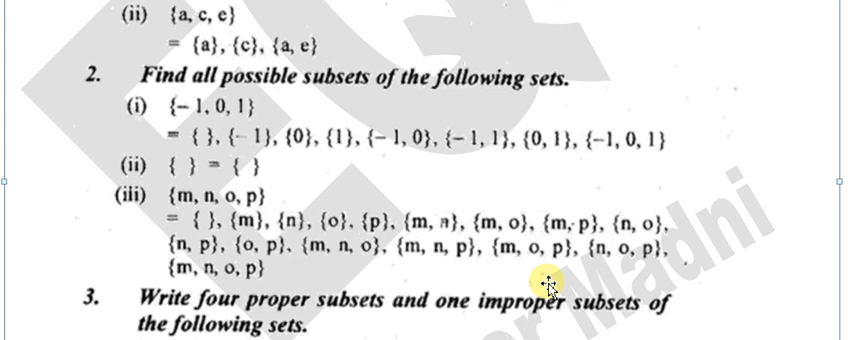 (ii) {a, c, e}
= {a}, {c}, {a, e}
2. Find all possible subsets of the following sets.
(i) {– 1, 0, 1}
= { }, {– 1}, {0}, {1}, {– 1, 0}, {– 1, 1}, {0, 1}, {–1, 0, 1}
(ii) { } = { }
(iii) {m, n, o, p}
= { }, {m}, {n}, {o}, {p}, {m, n}, {m, o}, {m, p}, {n, o},
{n, p}, {o, p}, {m, n, o}, {m, n, p}, {m, o, p}, {n, o, p},
{m, n, o, p}
3. Write four proper subsets and one improper subsets of
the following sets.
Madni